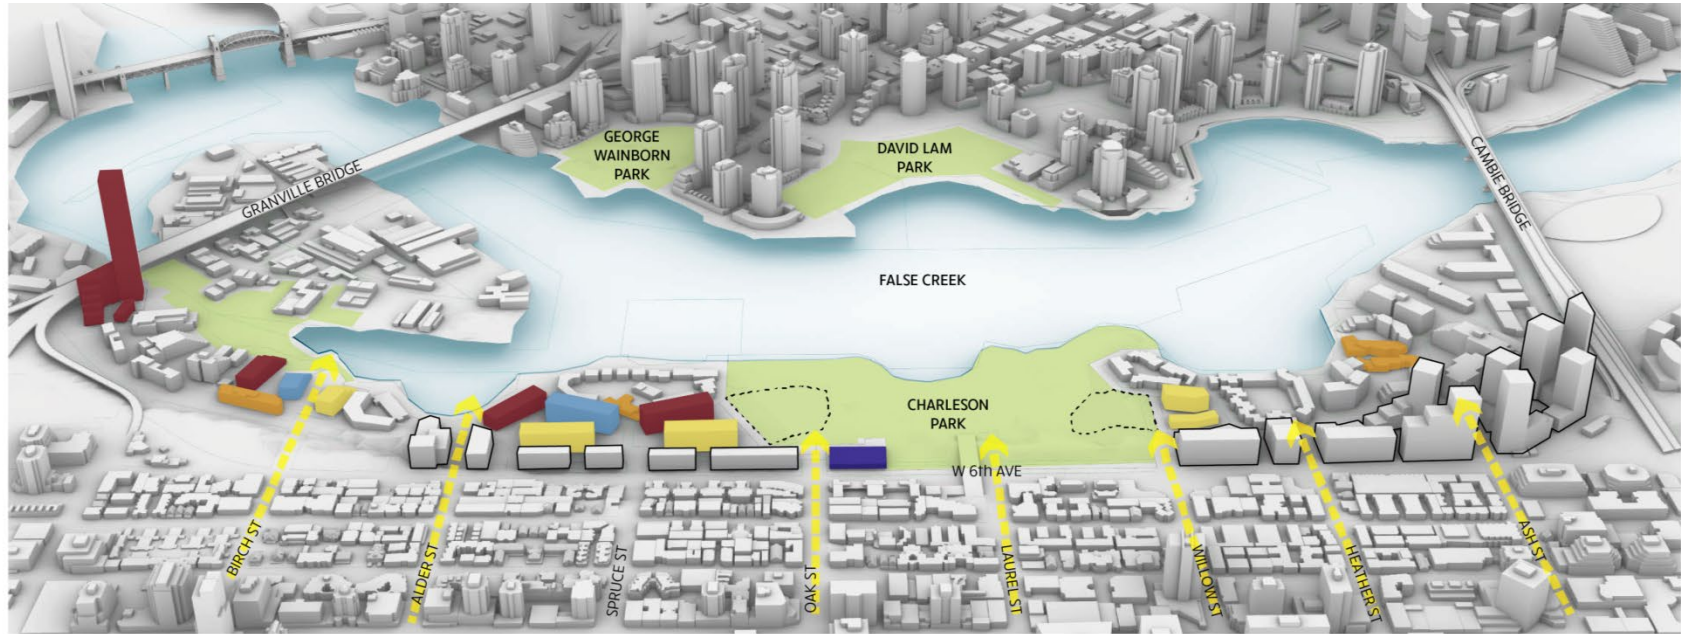 GEORGE
WAINBORN
PARK
DAVID LAM
PARK
GRANVILLE BRIDGE
CAMBIE BRIDGE
FALSE CREEK
CHARLESON
PARK
W 6th AVE
BIRCH ST
ALDER ST
SPRUCE ST
OAK ST
LAUREL ST
WILLOW ST
HEATHER ST
ASH ST